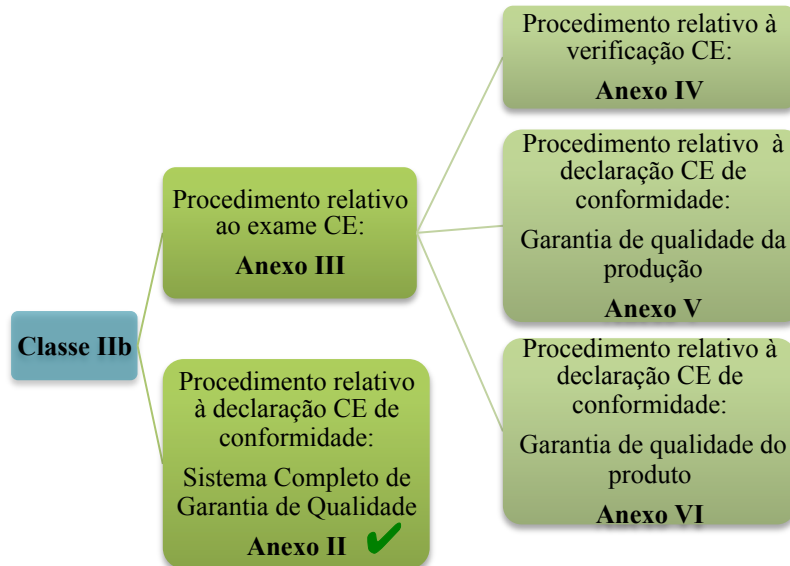 Classe IIb
Procedimento relativo
ao exame CE:
Anexo III
Procedimento relativo
à declaração CE de
conformidade:
Sistema Completo de
Garantia de Qualidade
Anexo II
Procedimento relativo à
verificação CE:
Anexo IV
Procedimento relativo à
declaração CE de
conformidade:
Garantia de qualidade da
produção
Anexo V
Procedimento relativo à
declaração CE de
conformidade:
Garantia de qualidade do
produto
Anexo VI